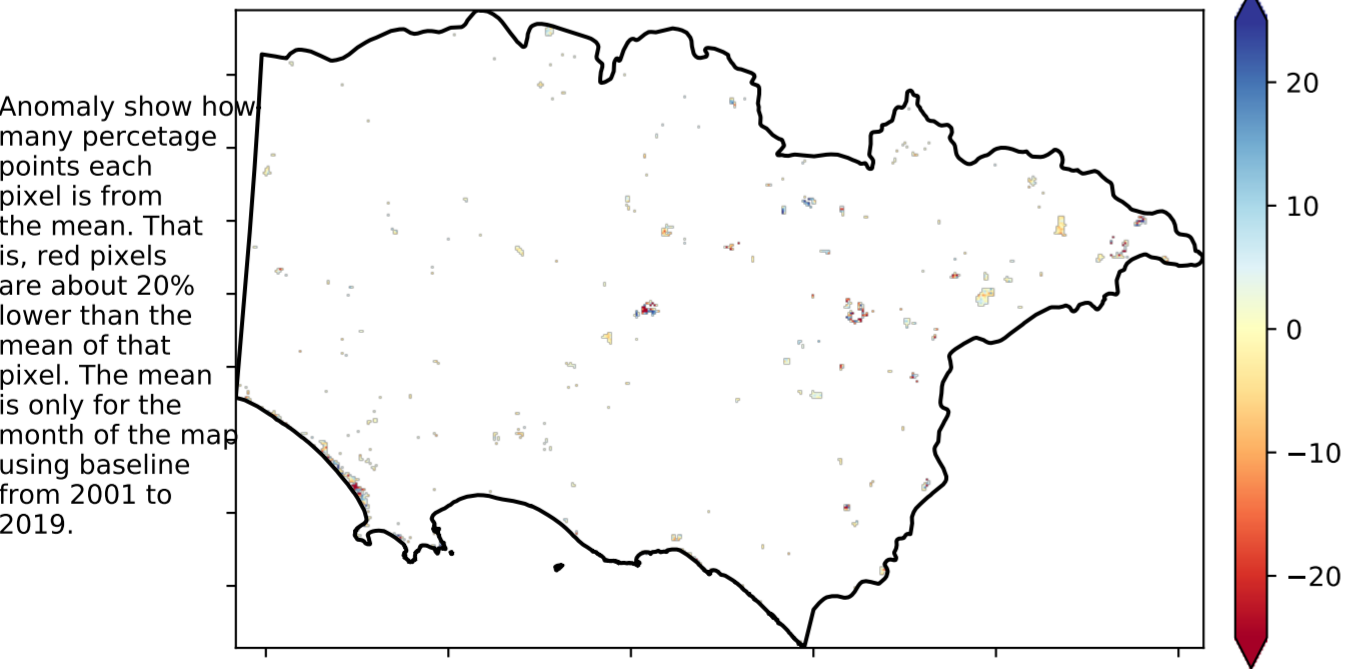 Anomaly show how
many percetage
points each
pixel is from
the mean. That
is, red pixels
are about 20%
lower than the
mean of that
pixel. The mean
is only for the
month of the map
using baseline
from 2001 to
2019.
20
10
0
−10
−20